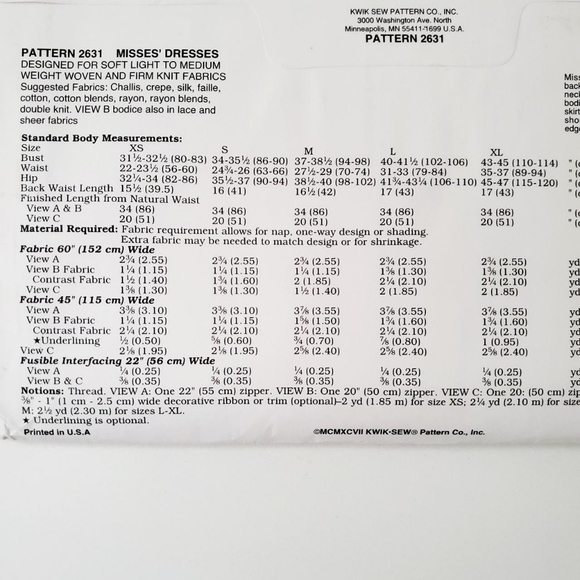 KWIK SEW PATTERN CO., INC.
3000 Washington Ave. North
Minneapolis, MN 55411-1699 U.S.A.
PATTERN 2631
PATTERN 2631 MISSES' DRESSES
DESIGNED FOR SOFT LIGHT TO MEDIUM
WEIGHT WOVEN AND FIRM KNIT FABRICS
Suggested Fabrics: Challis, crepe, silk, faille,
cotton, cotton blends, rayon, rayon blends,
double knit. VIEW B bodice also in lace and
sheer fabrics
Standard Body Measurements:
Size XS S M L XL
Bust 31½-32½ (80-83) 34-35½ (86-90) 37-38½ (94-98) 40-41½ (102-106) 43-45 (110-114) "
Waist 22-23½ (56-60) 24¾-26 (63-66) 27½-29 (70-74) 31-33 (79-84) 35-37 (89-94) "
Hip 32¼-34 (82-86) 35½-37 (90-94) 38½-40 (98-102) 41¾-43¼ (106-110) 45-47 (115-120) "
Back Waist Length 15½ (39.5) 16 (41) 16½ (42) 17 (43) 17 (43) "
Finished Length from Natural Waist
View A & B 34 (86) 34 (86) 34 (86) 34 (86) 34 (86) "
View C 20 (51) 20 (51) 20 (51) 20 (51) 20 (51) "
Material Required: Fabric requirement allows for nap, one-way design or shading.
Extra fabric may be needed to match design or for shrinkage.
Fabric 60" (152 cm) Wide
View A 2¾ (2.55) 2¾ (2.55) 2¾ (2.55) 2¾ (2.55) 2¾ (2.55) yd
View B Fabric 1¼ (1.15) 1¼ (1.15) 1¼ (1.15) 1⅜ (1.30) 1⅜ (1.30) yd
Contrast Fabric 1½ (1.40) 1¾ (1.60) 2 (1.85) 2¼ (2.10) 2¼ (2.10) yd
View C 1⅜ (1.30) 1⅜ (1.30) 1½ (1.40) 2 (1.85) 2 (1.85) yd
Fabric 45" (115 cm) Wide
View A 3⅜ (3.10) 3⅜ (3.10) 3⅞ (3.55) 3⅞ (3.55) 3⅞ (3.55) yd
View B Fabric 1¼ (1.15) 1¼ (1.15) 1⅝ (1.50) 1¾ (1.60) 1¾ (1.60) yd
Contrast Fabric 2¼ (2.10) 2¼ (2.10) 2¼ (2.10) 2¼ (2.10) 2¼ (2.10) yd
★Underlining ½ (0.50) ⅝ (0.60) ¾ (0.70) ⅞ (0.80) 1 (0.95) yd
View C 2⅛ (1.95) 2⅛ (1.95) 2⅝ (2.40) 2⅝ (2.40) 2⅝ (2.40) yd
Fusible Interfacing 22" (56 cm) Wide
View A ¼ (0.25) ¼ (0.25) ¼ (0.25) ¼ (0.25) ¼ (0.25) yd
View B & C ⅜ (0.35) ⅜ (0.35) ⅜ (0.35) ⅜ (0.35) ⅜ (0.35) yd
Notions: Thread. VIEW A: One 22" (55 cm) zipper. VIEW B: One 20" (50 cm) zipper. VIEW C: One 20: (50 cm) zip
⅜" - 1" (1 cm - 2.5 cm) wide decorative ribbon or trim (optional)–2 yd (1.85 m) for size XS; 2¼ yd (2.10 m) for size
M; 2½ yd (2.30 m) for sizes L-XL.
★ Underlining is optional.
Printed in U.S.A ©MCMXCVII KWIK-SEW® Pattern Co., Inc.
Miss
back
neck
bodi
skirt
sho
edge